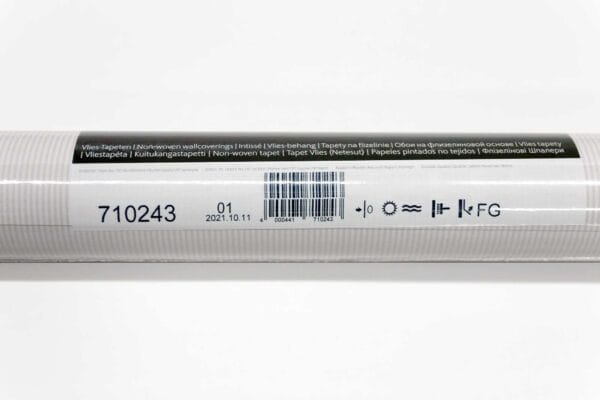 Vlies-Tapeten | Non-woven wallcoverings | Intissé | Vlies-behang | Tapety na flizelinie | Обои на флизелиновой основе | Vlies tapety
| Vliestapéta | Kuitukangastapetti | Non-woven tapet | Tapet Vlies (Netesut) | Papeles pintados no tejidos | Флізелінові Шпалери
710243 01 FG
2021.10.11 4 000441 710243